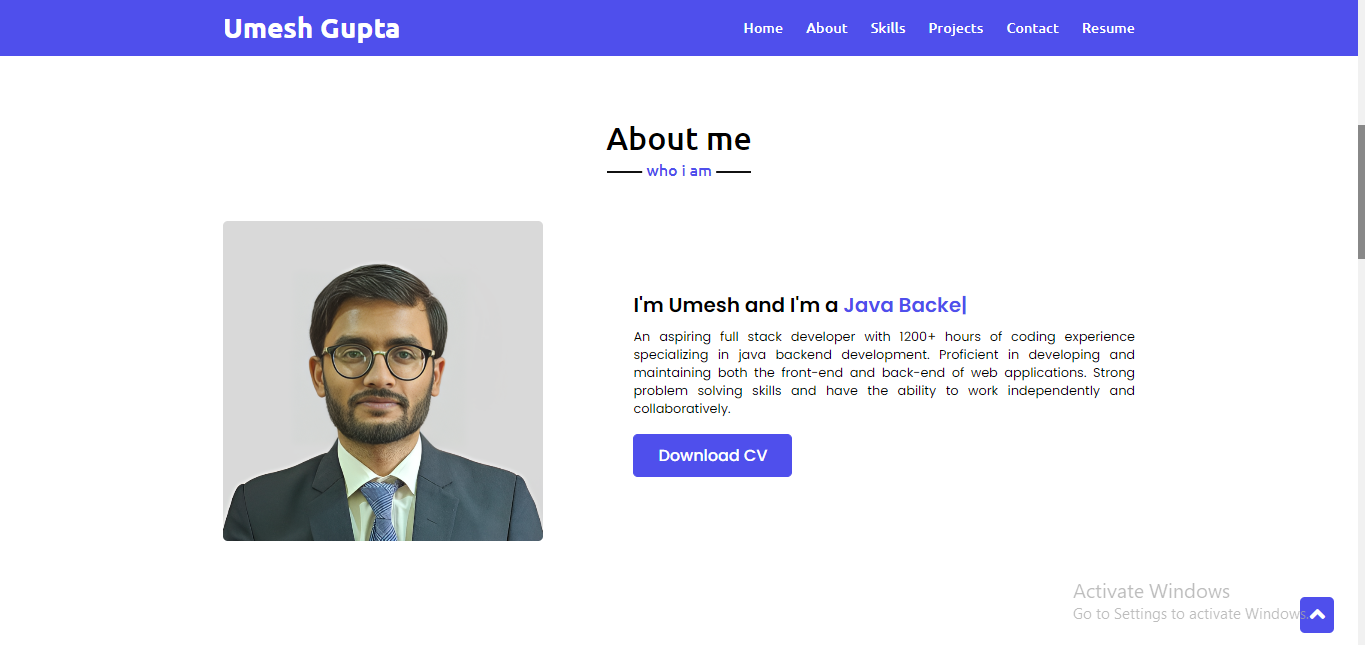 Umesh Gupta
Home About Skills Projects Contact Resume
About me
who i am
I'm Umesh and I'm a Java Backe|
An aspiring full stack developer with 1200+ hours of coding experience
specializing in java backend development. Proficient in developing and
maintaining both the front-end and back-end of web applications. Strong
problem solving skills and have the ability to work independently and
collaboratively.
Download CV
Activate Windows
Go to Settings to activate Windows.